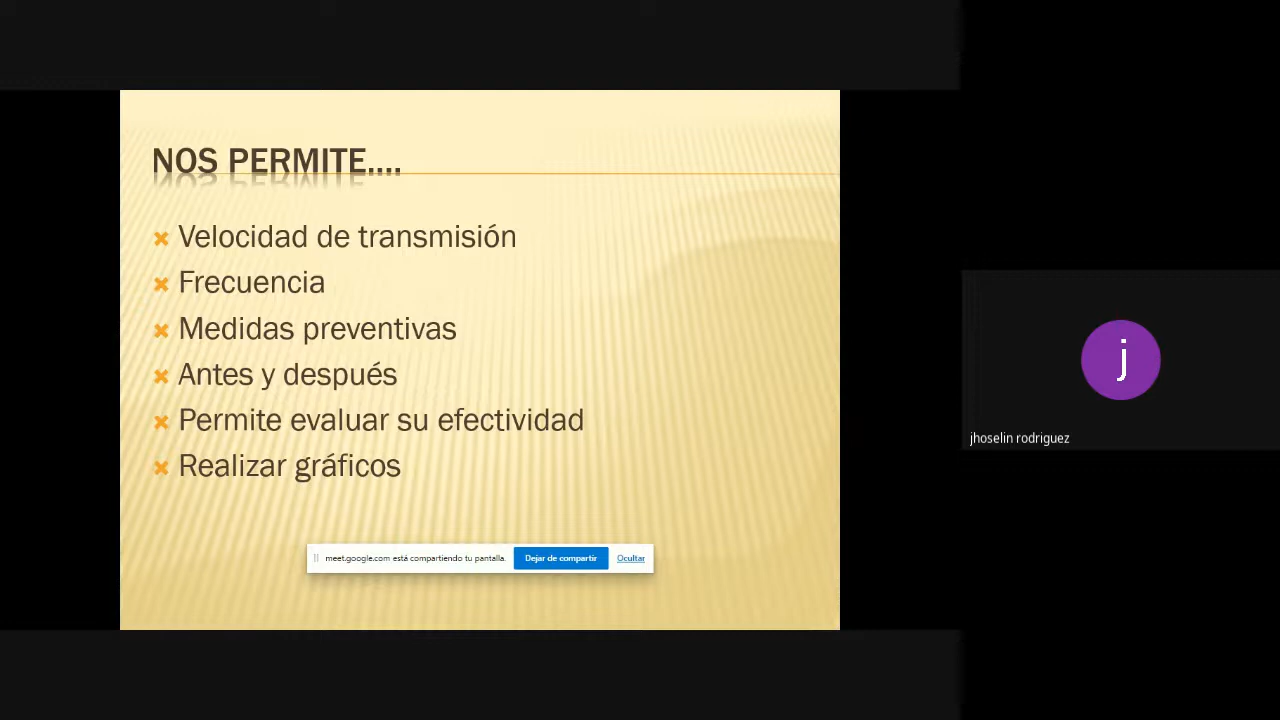 NOS PERMITE....
Velocidad de transmisión
Frecuencia
Medidas preventivas
Antes y después
Permite evaluar su efectividad
Realizar gráficos
meet.google.com está compartiendo tu pantalla.
Dejar de compartir
Ocultar
j
jhoselin rodriguez